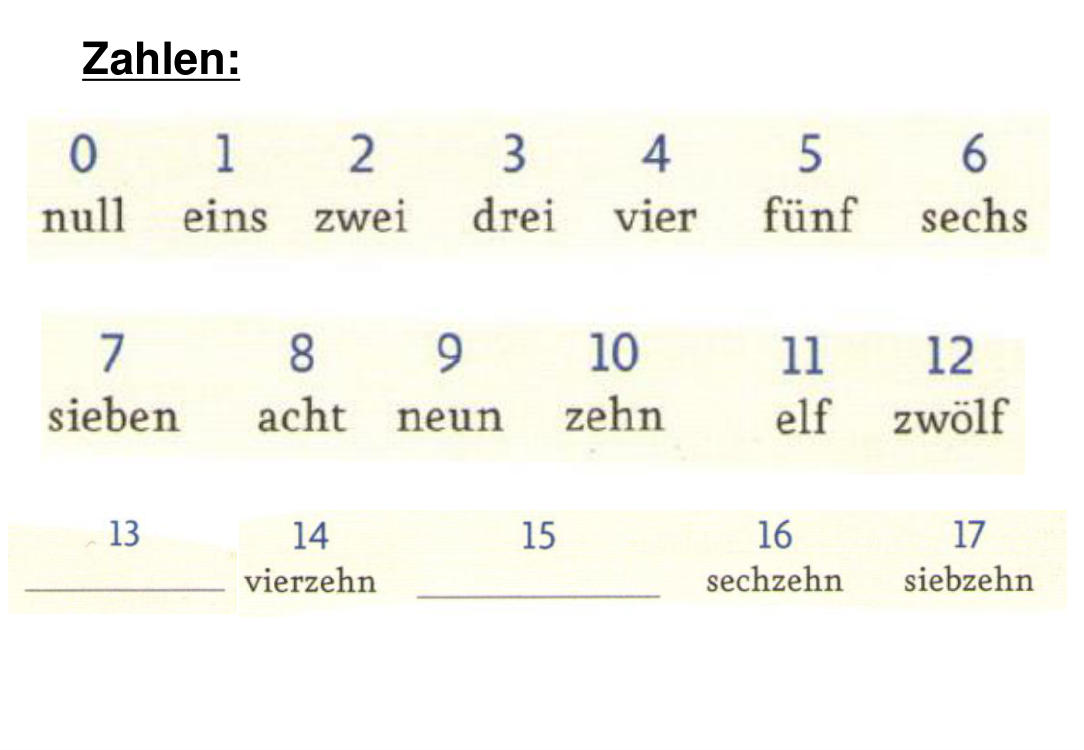 Zahlen:
0 1 2 3 4 5 6
null eins zwei drei vier fünf sechs
7 8 9 10 11 12
sieben acht neun zehn elf zwölf
13 14 15 16 17
vierzehn sechzehn siebzehn